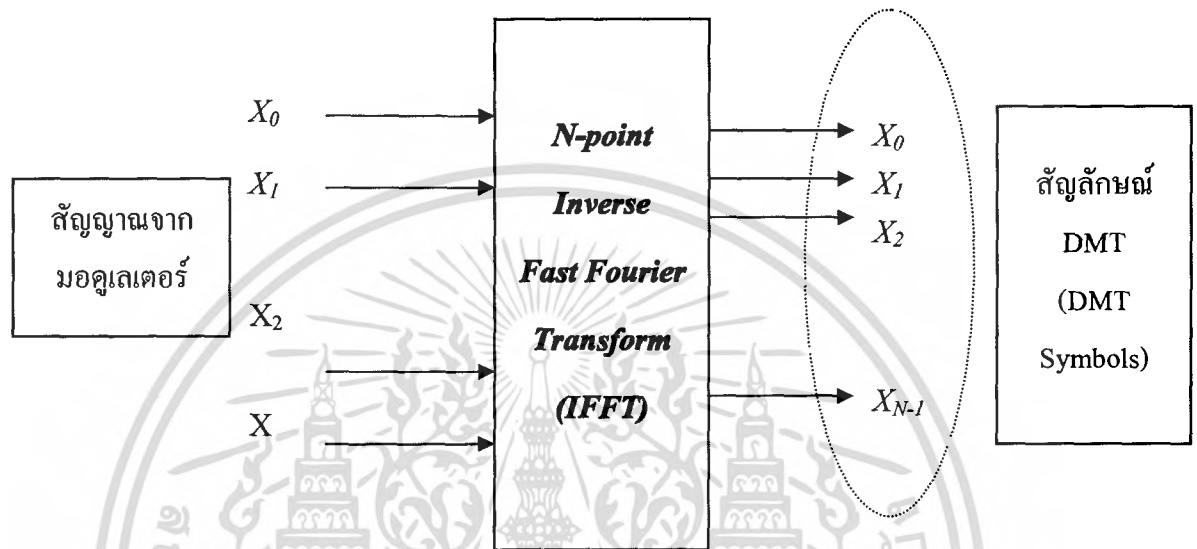 สัญญาณจาก
มอดูเลเตอร์
X₀
X₁
X₂
X
N-point
Inverse
Fast Fourier
Transform
(IFFT)
X₀
X₁
X₂
X_{N-1}
สัญลักษณ์
DMT
(DMT
Symbols)